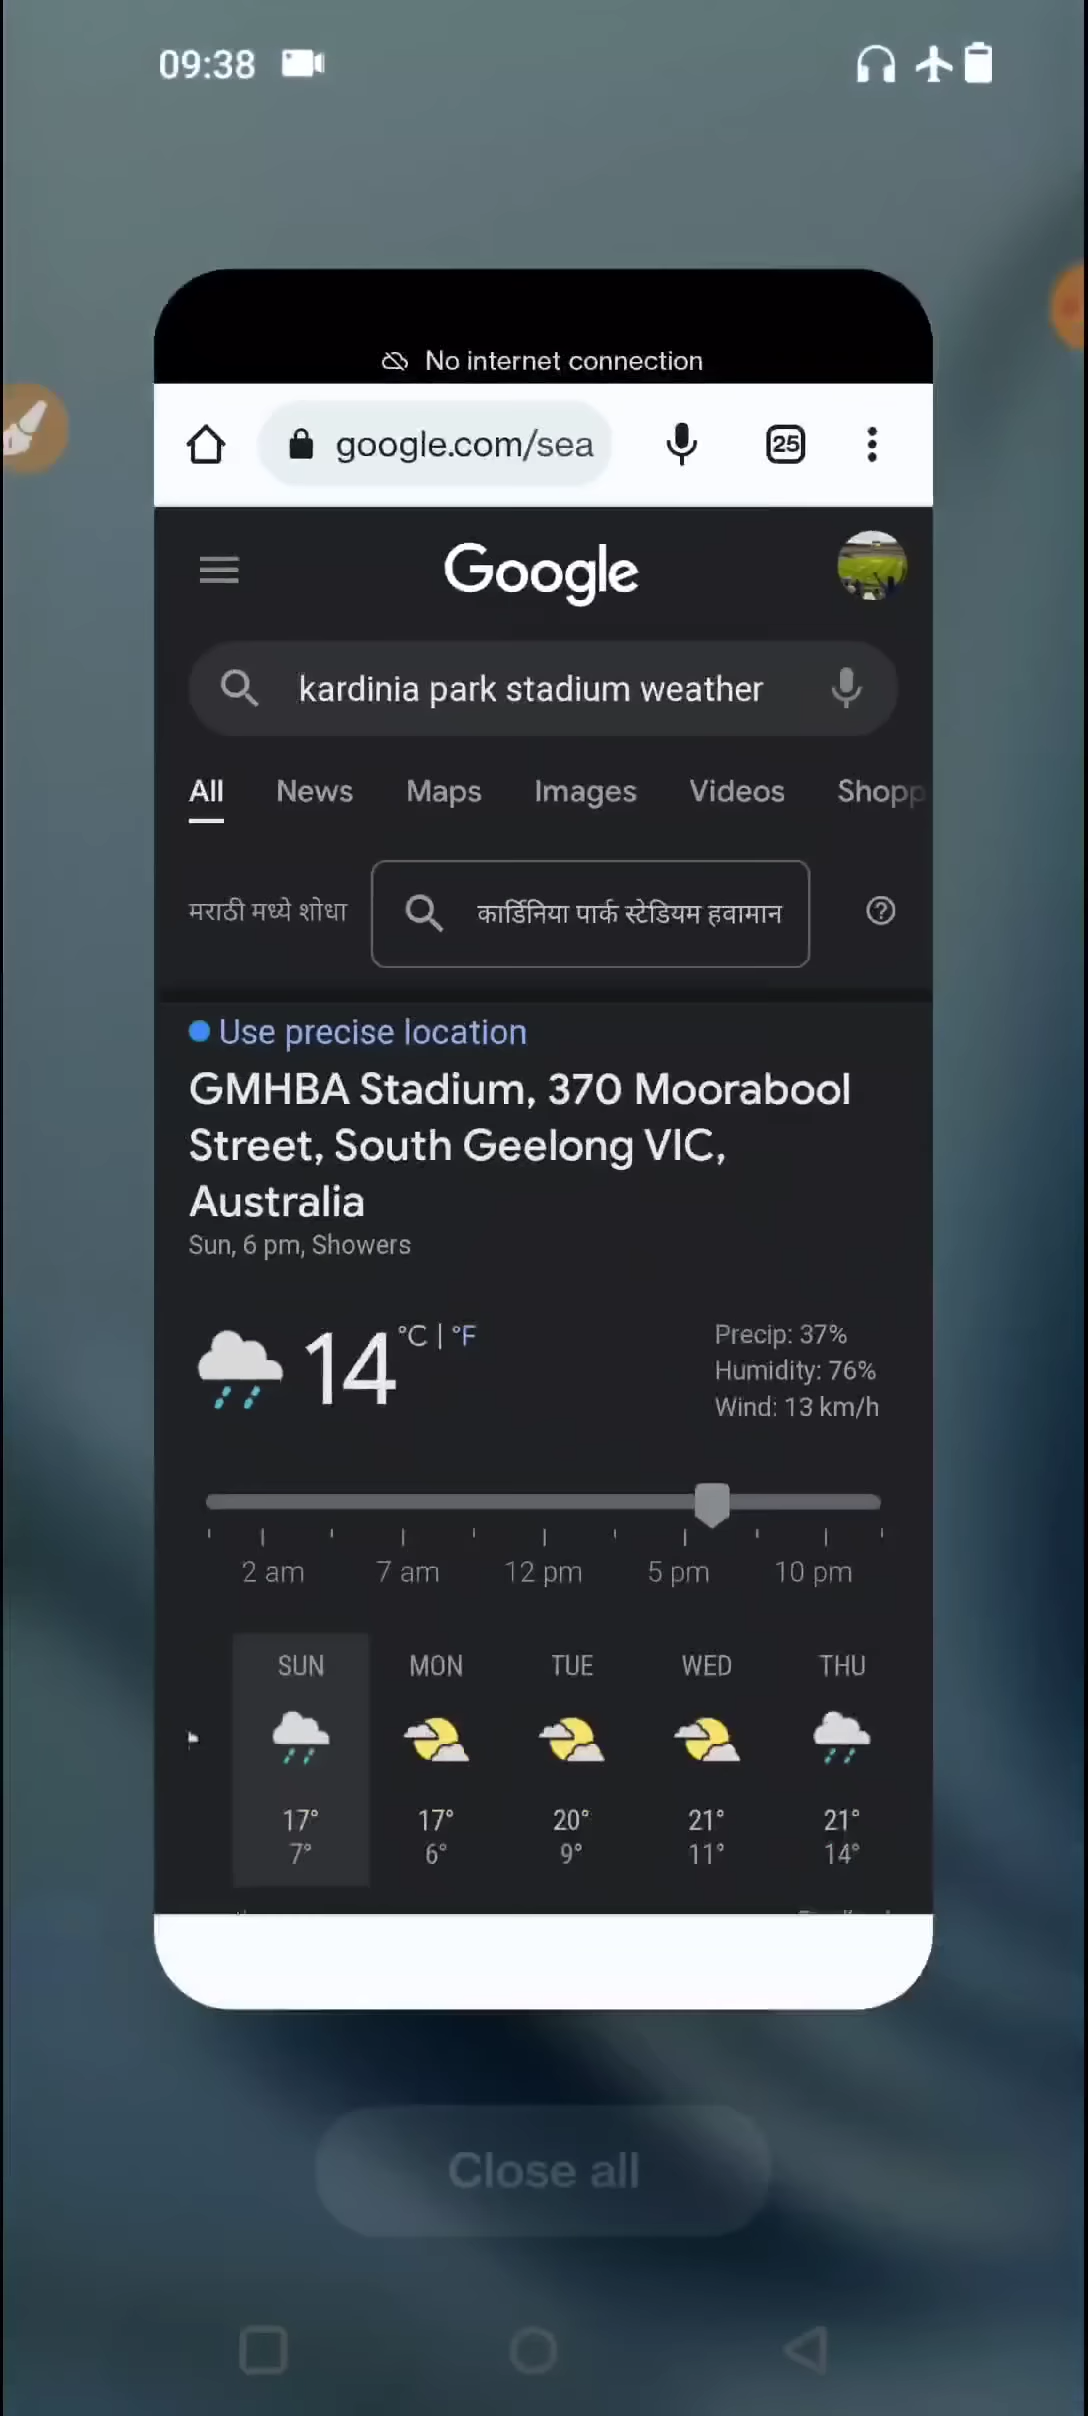 09:38
No internet connection
google.com/sea
25
Google
kardinia park stadium weather
All News Maps Images Videos Shopp
मराठी मध्ये शोधा
कार्डिनिया पार्क स्टेडियम हवामान
Use precise location
GMHBA Stadium, 370 Moorabool
Street, South Geelong VIC,
Australia
Sun, 6 pm, Showers
14 °C | °F
Precip: 37%
Humidity: 76%
Wind: 13 km/h
2 am 7 am 12 pm 5 pm 10 pm
SUN MON TUE WED THU
17° 17° 20° 21° 21°
7° 6° 9° 11° 14°
Close all